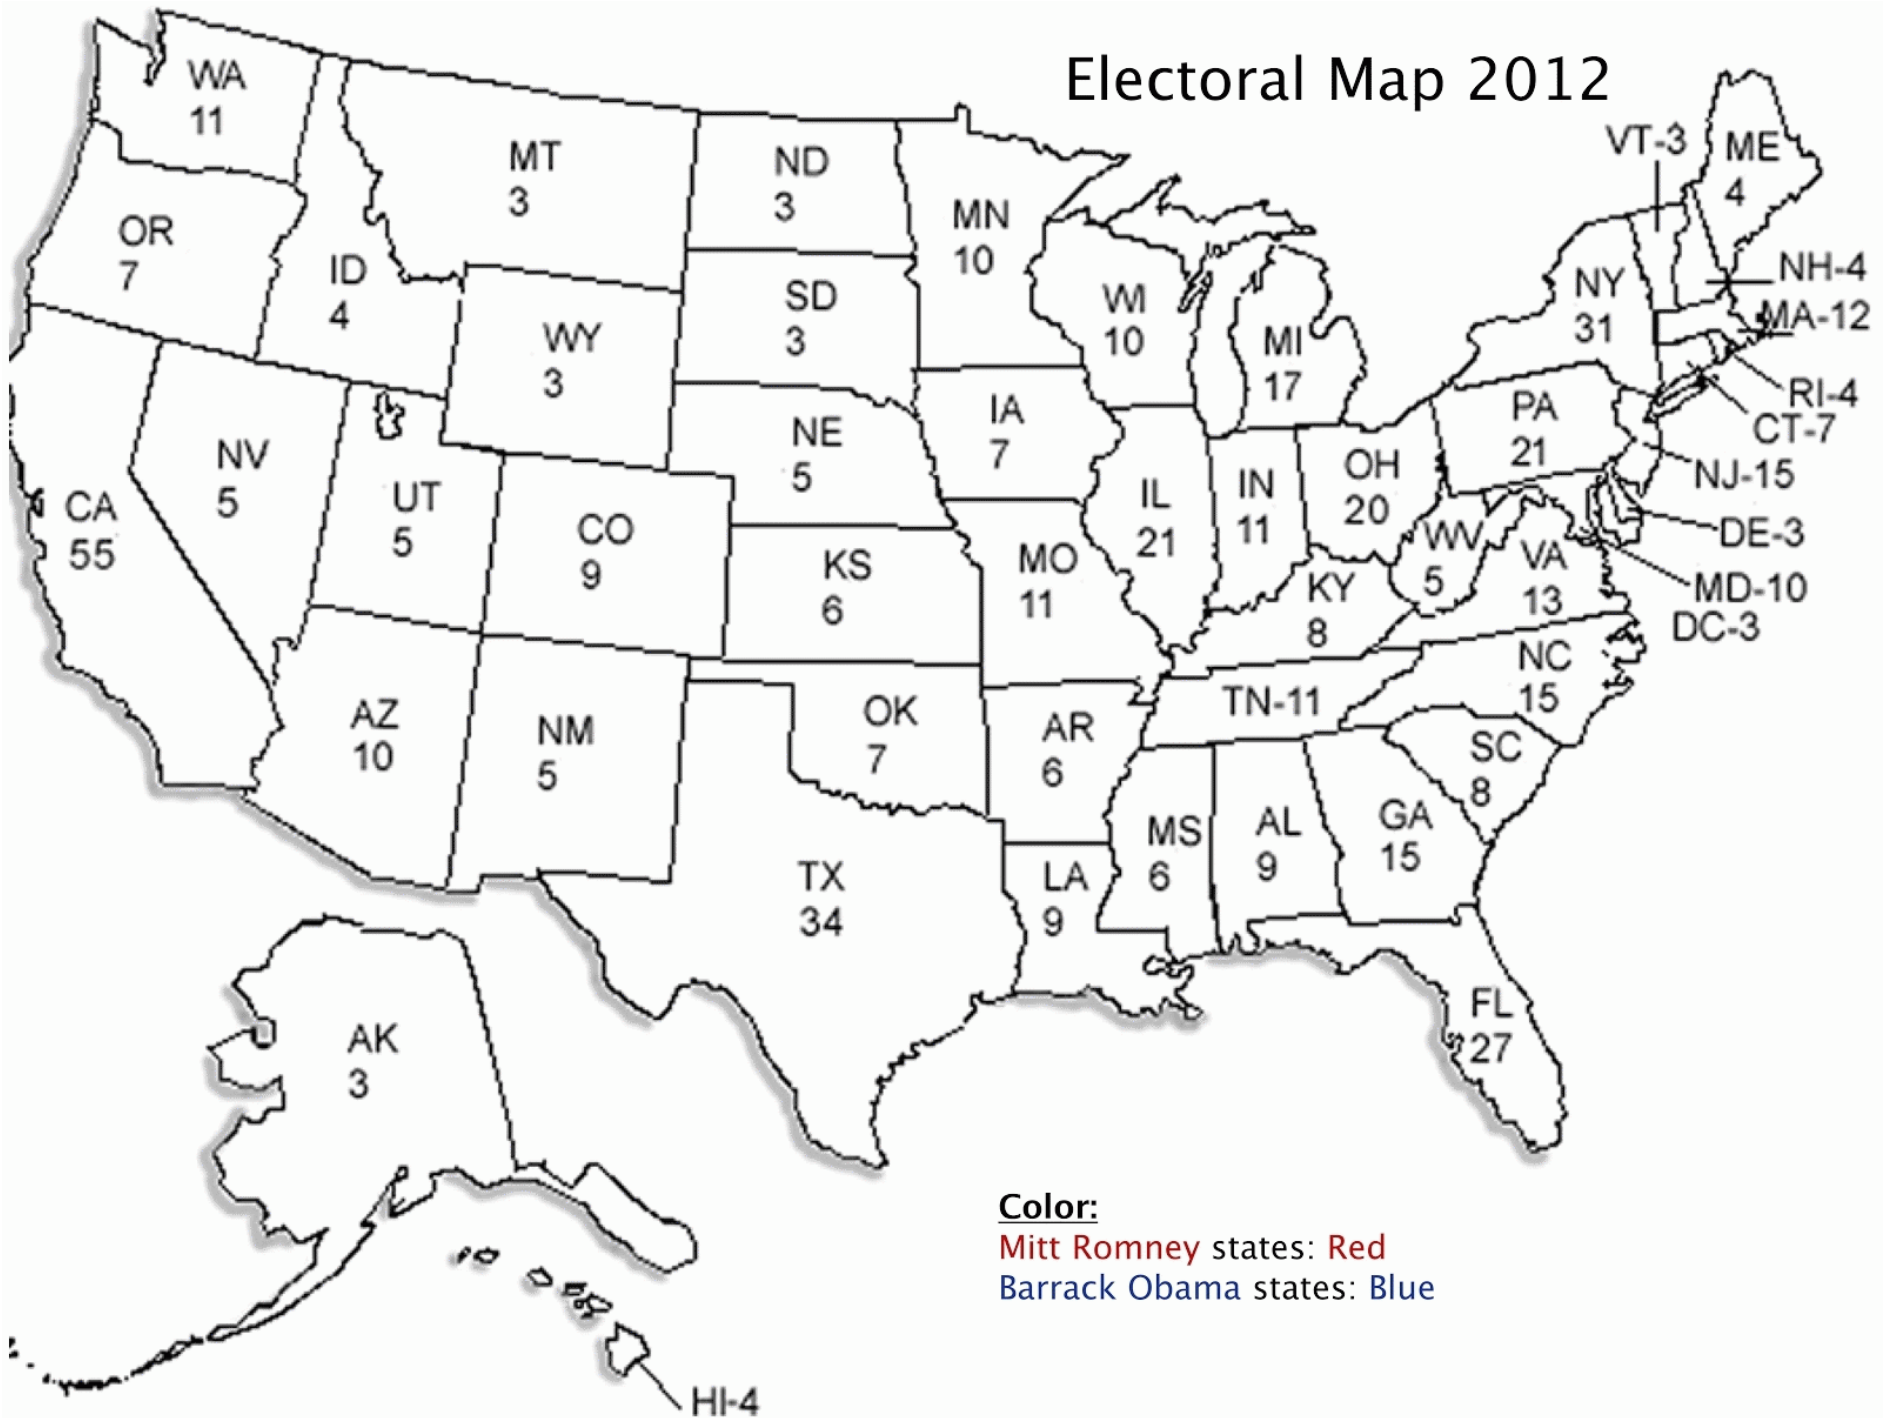 Electoral Map 2012
WA
11
OR
7
CA
55
ID
4
NV
5
MT
3
WY
3
UT
5
AZ
10
CO
9
NM
5
ND
3
SD
3
NE
5
KS
6
OK
7
TX
34
MN
10
IA
7
MO
11
AR
6
LA
9
WI
10
IL
21
MI
17
IN
11
OH
20
KY
8
TN-11
MS
6
AL
9
GA
15
FL
27
SC
8
NC
15
VA
13
WV
5
PA
21
NY
31
VT-3
ME
4
NH-4
MA-12
RI-4
CT-7
NJ-15
DE-3
MD-10
DC-3
AK
3
HI-4
Color:
Mitt Romney states: Red
Barrack Obama states: Blue